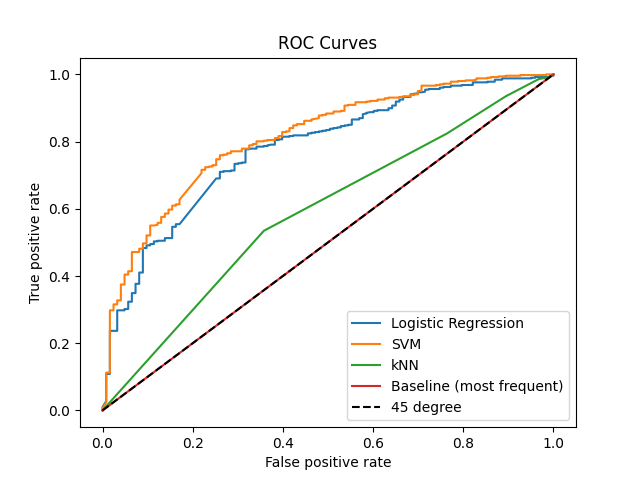 ROC Curves
1.0
0.8
0.6
0.4
0.2
0.0
True positive rate
0.0 0.2 0.4 0.6 0.8 1.0
False positive rate
Logistic Regression
SVM
kNN
Baseline (most frequent)
45 degree